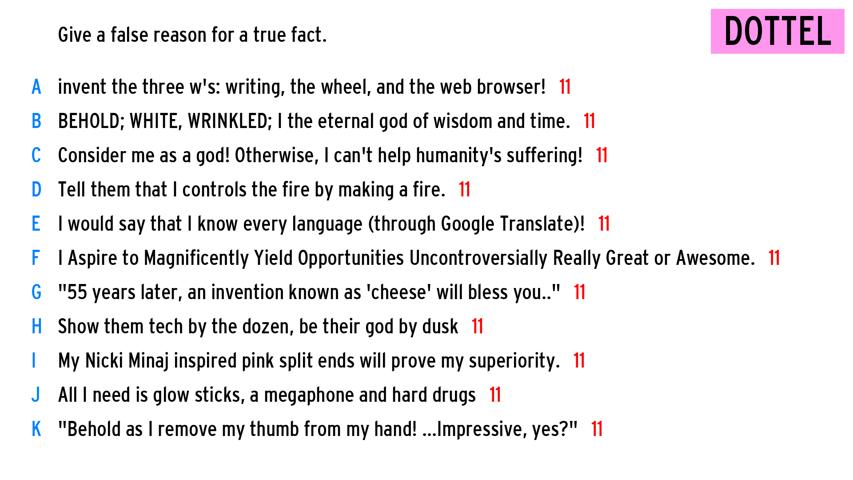 Give a false reason for a true fact.
DOTTEL
A invent the three w's: writing, the wheel, and the web browser! 11
B BEHOLD; WHITE, WRINKLED; I the eternal god of wisdom and time. 11
C Consider me as a god! Otherwise, I can't help humanity's suffering! 11
D Tell them that I controls the fire by making a fire. 11
E I would say that I know every language (through Google Translate)! 11
F I Aspire to Magnificently Yield Opportunities Uncontroversially Really Great or Awesome. 11
G "55 years later, an invention known as 'cheese' will bless you.." 11
H Show them tech by the dozen, be their god by dusk 11
I My Nicki Minaj inspired pink split ends will prove my superiority. 11
J All I need is glow sticks, a megaphone and hard drugs 11
K "Behold as I remove my thumb from my hand! ...Impressive, yes?" 11